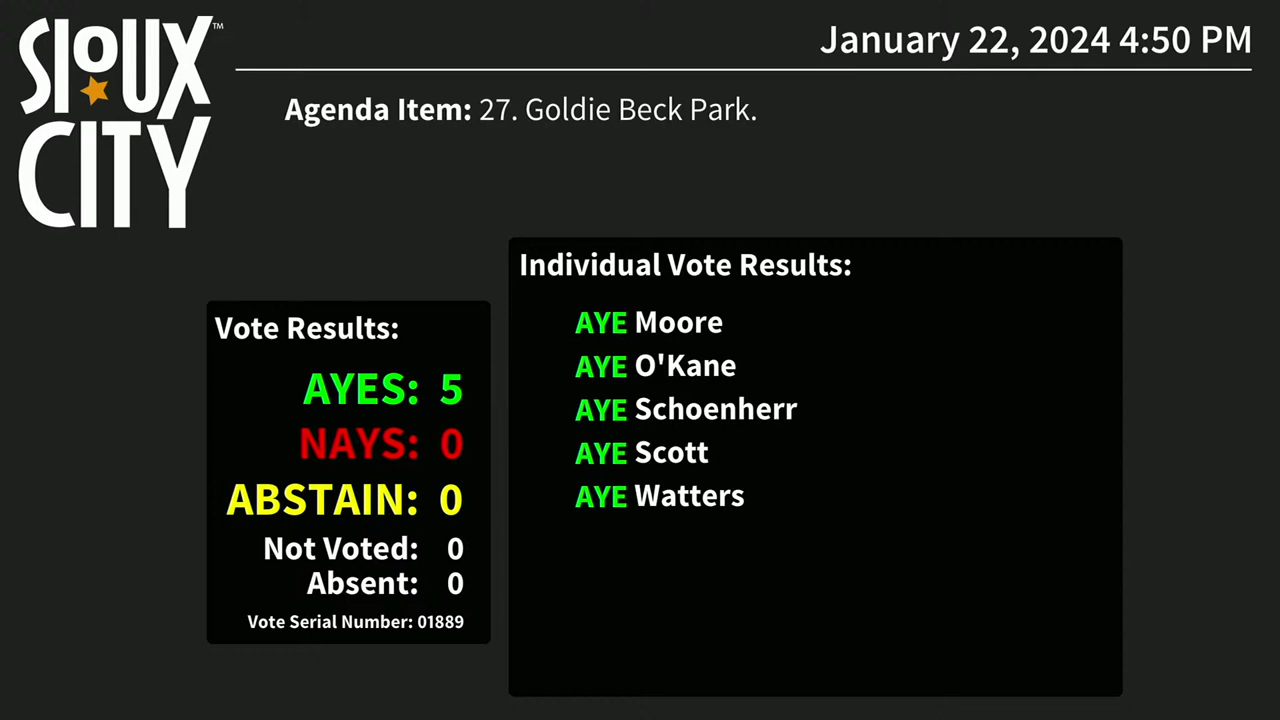 SIOUX™
CITY
January 22, 2024 4:50 PM
Agenda Item: 27. Goldie Beck Park.
Vote Results:
AYES: 5
NAYS: 0
ABSTAIN: 0
Not Voted: 0
Absent: 0
Vote Serial Number: 01889
Individual Vote Results:
AYE Moore
AYE O'Kane
AYE Schoenherr
AYE Scott
AYE Watters